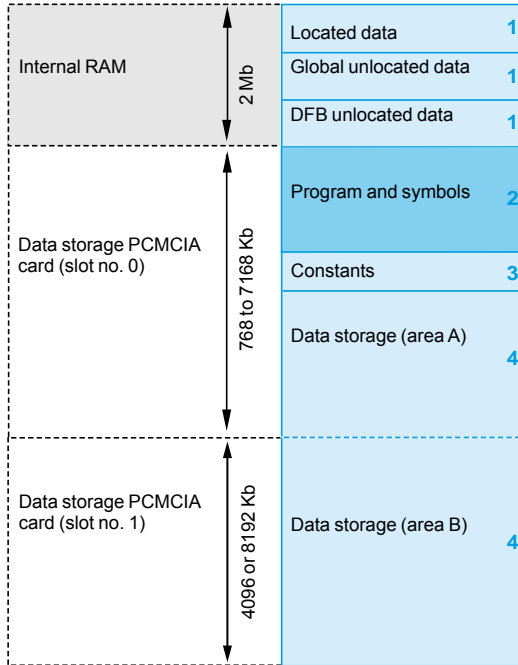 Located data 1
Internal RAM
2 Mb
Global unlocated data 1
DFB unlocated data 1
Program and symbols 2
Data storage PCMCIA
card (slot no. 0)
768 to 7168 Kb
Constants 3
Data storage (area A)
4
Data storage PCMCIA
card (slot no. 1)
4096 or 8192 Kb
Data storage (area B)
4